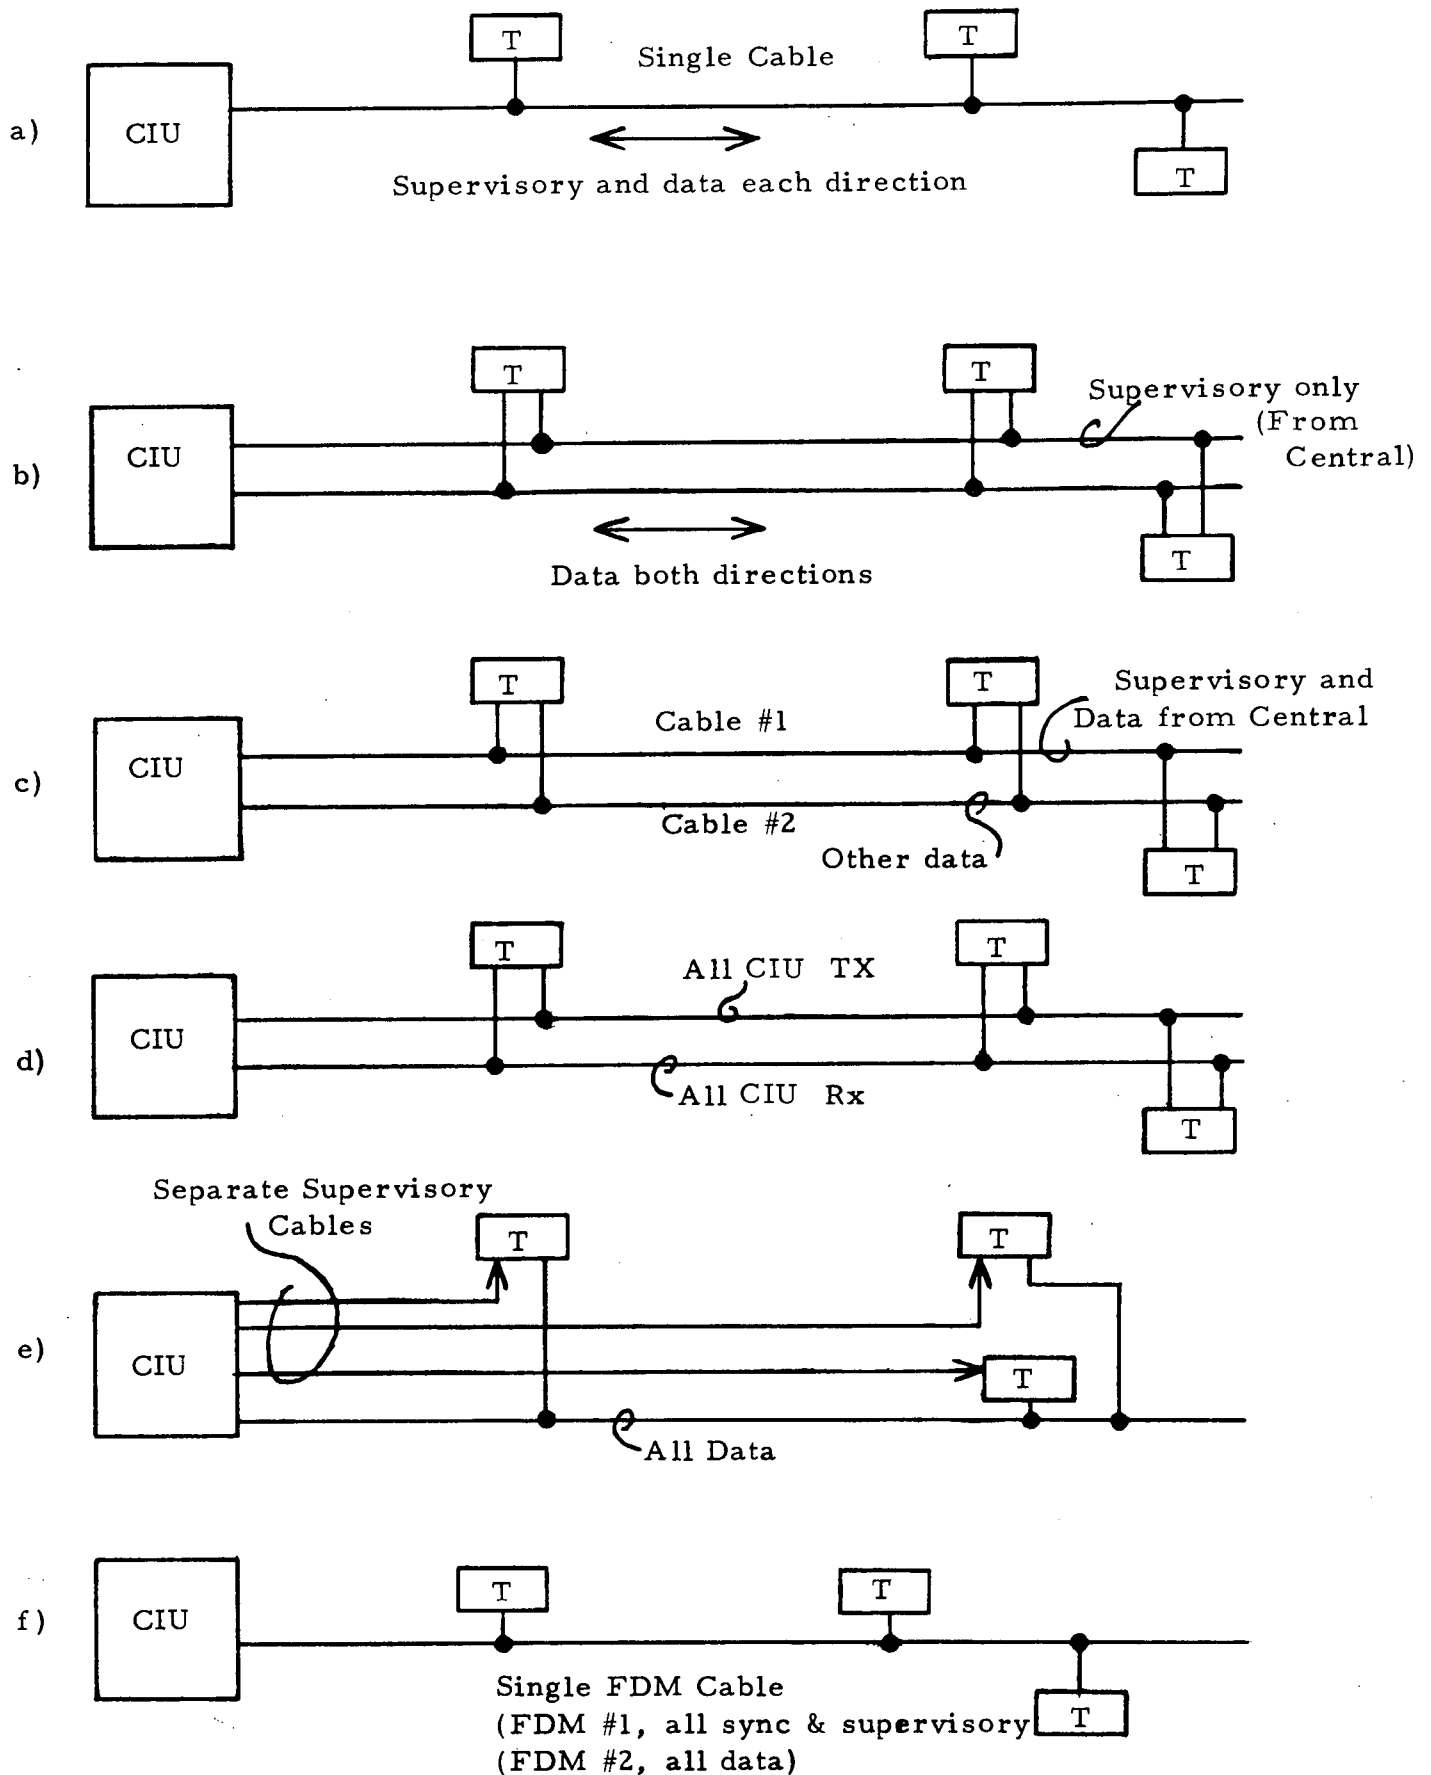 T
T
Single Cable
a)
CIU
T
Supervisory and data each direction
T
T
Supervisory only
(From
Central)
b)
CIU
T
Data both directions
T
T
Supervisory and
Data from Central
Cable #1
c)
CIU
Cable #2
Other data
T
T
T
All CIU TX
d)
CIU
All CIU Rx
T
Separate Supervisory
Cables
T
T
e)
CIU
T
All Data
T
T
f)
CIU
Single FDM Cable
(FDM #1, all sync & supervisory
(FDM #2, all data)
T